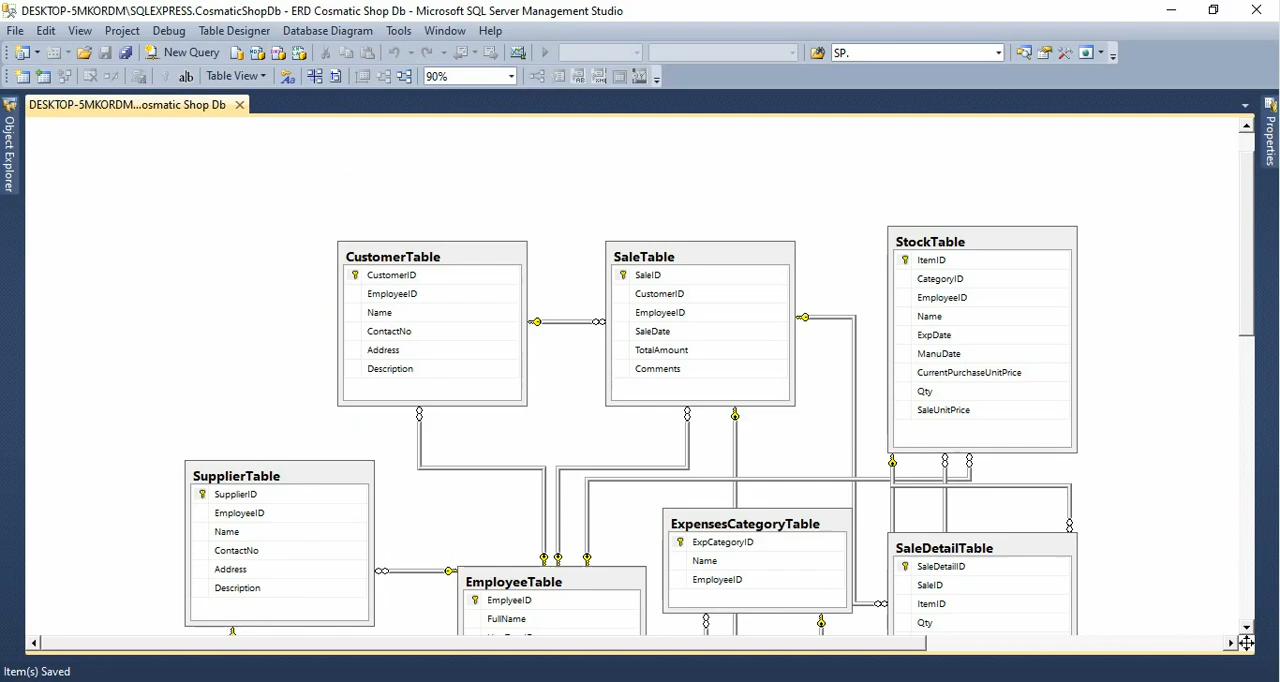 DESKTOP-5MKORDM\SQLEXPRESS.CosmaticShopDb - ERD Cosmatic Shop Db - Microsoft SQL Server Management Studio
File Edit View Project Debug Table Designer Database Diagram Tools Window Help
New Query SP.
Table View 90%
DESKTOP-5MKORDM...osmatic Shop Db
Object Explorer
Properties
CustomerTable
CustomerID
EmployeeID
Name
ContactNo
Address
Description
SaleTable
SaleID
CustomerID
EmployeeID
SaleDate
TotalAmount
Comments
StockTable
ItemID
CategoryID
EmployeeID
Name
ExpDate
ManuDate
CurrentPurchaseUnitPrice
Qty
SaleUnitPrice
SupplierTable
SupplierID
EmployeeID
Name
ContactNo
Address
Description
EmployeeTable
EmplyeeID
FullName
ExpensesCategoryTable
ExpCategoryID
Name
EmployeeID
SaleDetailTable
SaleDetailID
SaleID
ItemID
Qty
Item(s) Saved